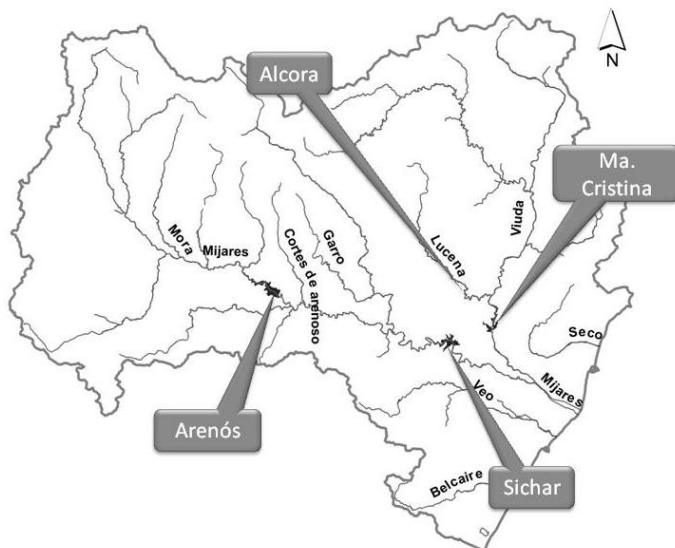 N
Alcora
Ma.
Cristina
Viuda
Lucena
Garro
Mora
Mijares
Cortes de arenoso
Seco
Mijares
Veo
Arenós
Sichar
Belcaire